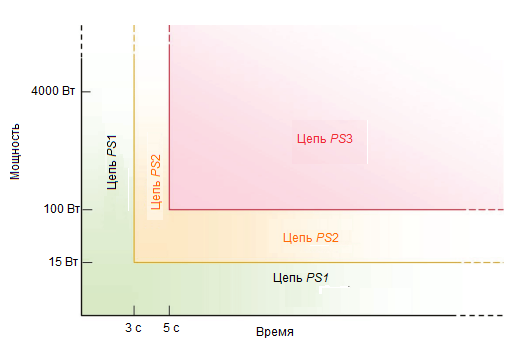 4000 Вт
Мощность
Цепь PS1
Цепь PS2
Цепь PS3
100 Вт
Цепь PS2
15 Вт
Цепь PS1
3 с
5 с
Время